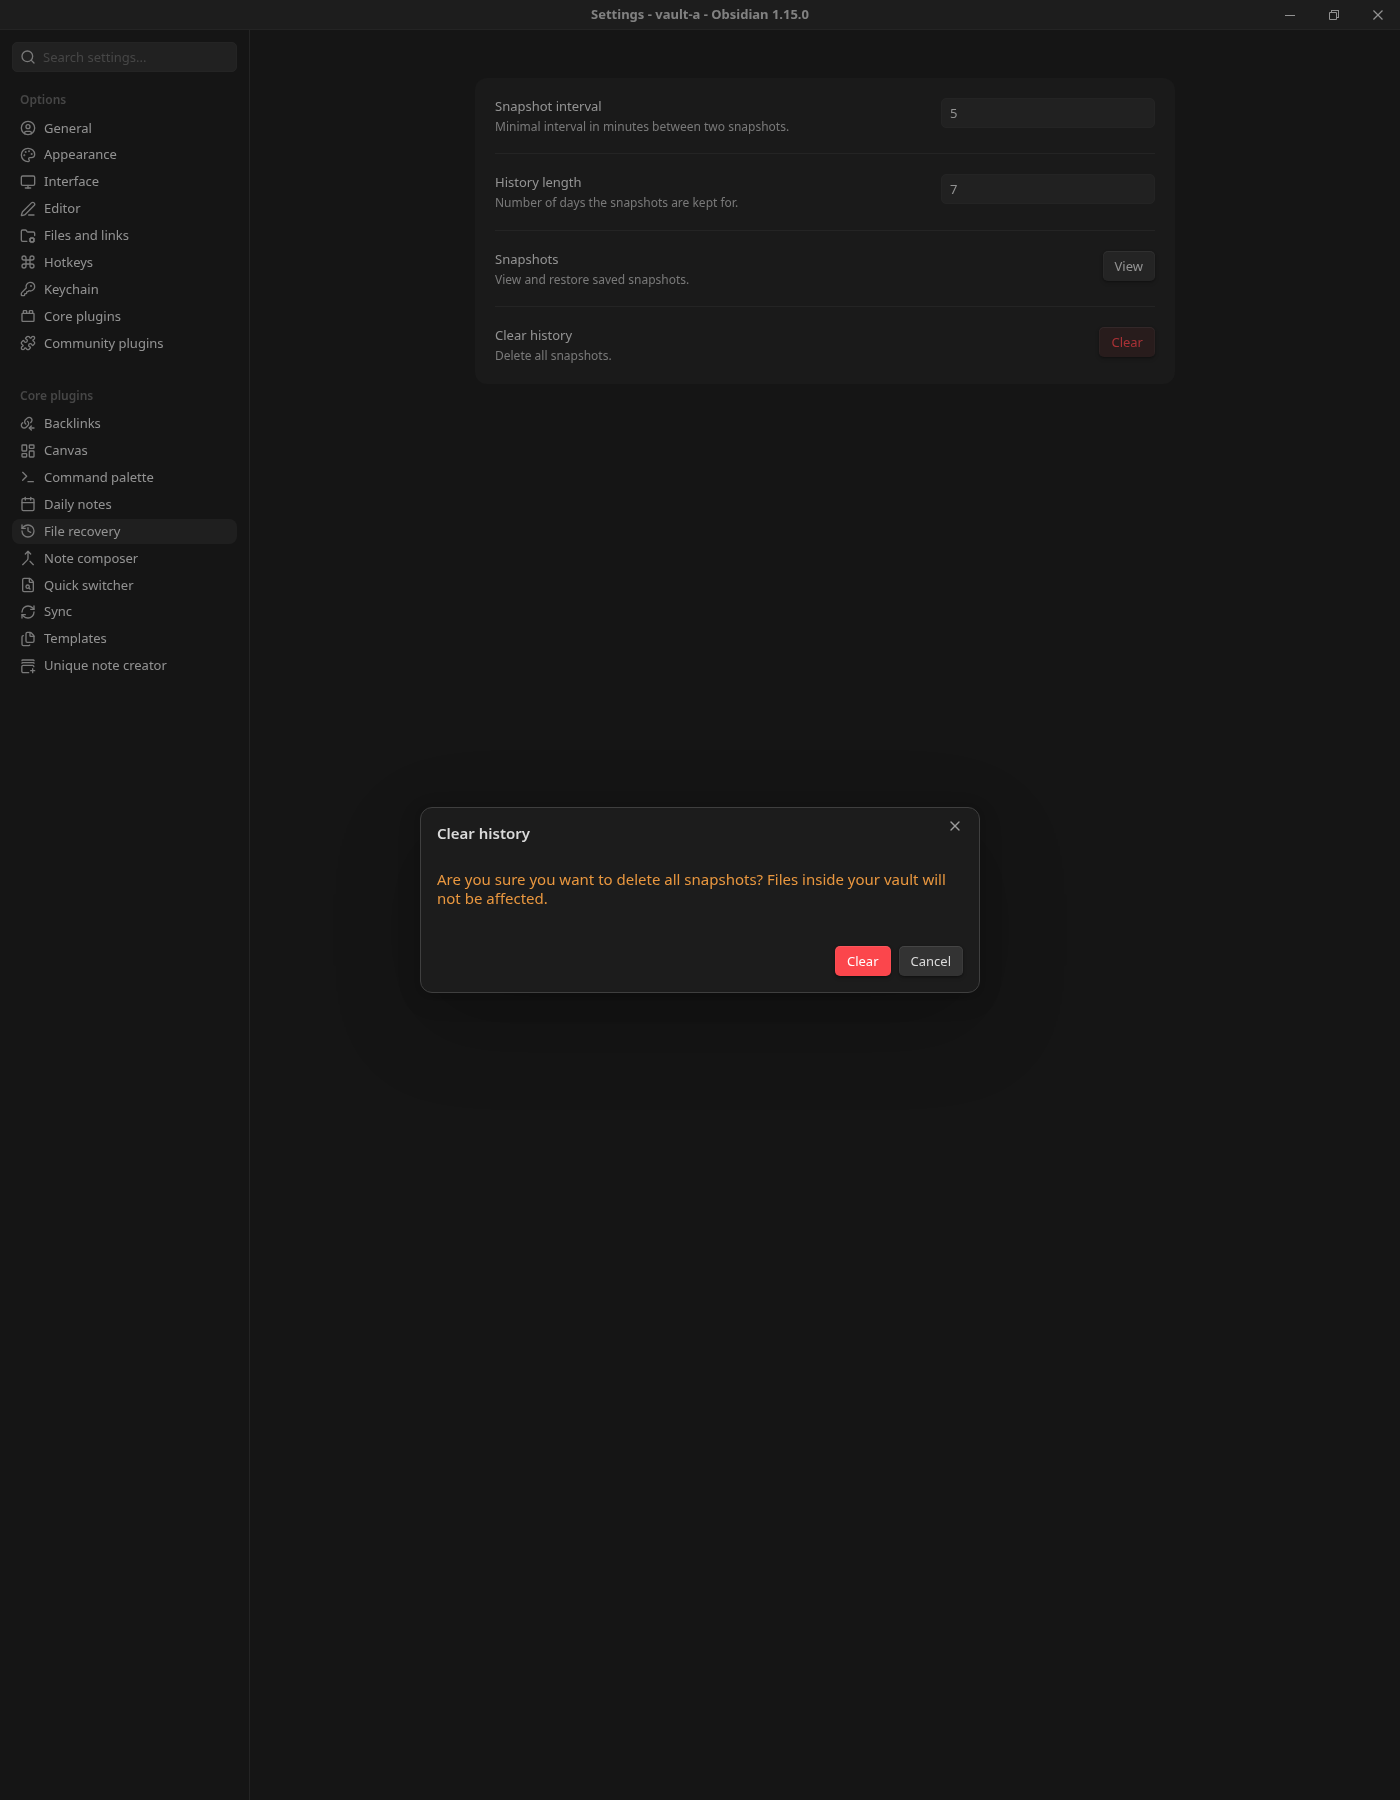 Settings - vault-a - Obsidian 1.15.0
Search settings...
Options
General
Appearance
Interface
Editor
Files and links
Hotkeys
Keychain
Core plugins
Community plugins
Core plugins
Backlinks
Canvas
Command palette
Daily notes
File recovery
Note composer
Quick switcher
Sync
Templates
Unique note creator
Snapshot interval
Minimal interval in minutes between two snapshots.
5
History length
Number of days the snapshots are kept for.
7
Snapshots
View and restore saved snapshots.
View
Clear history
Delete all snapshots.
Clear
Clear history
Are you sure you want to delete all snapshots? Files inside your vault will
not be affected.
Clear
Cancel